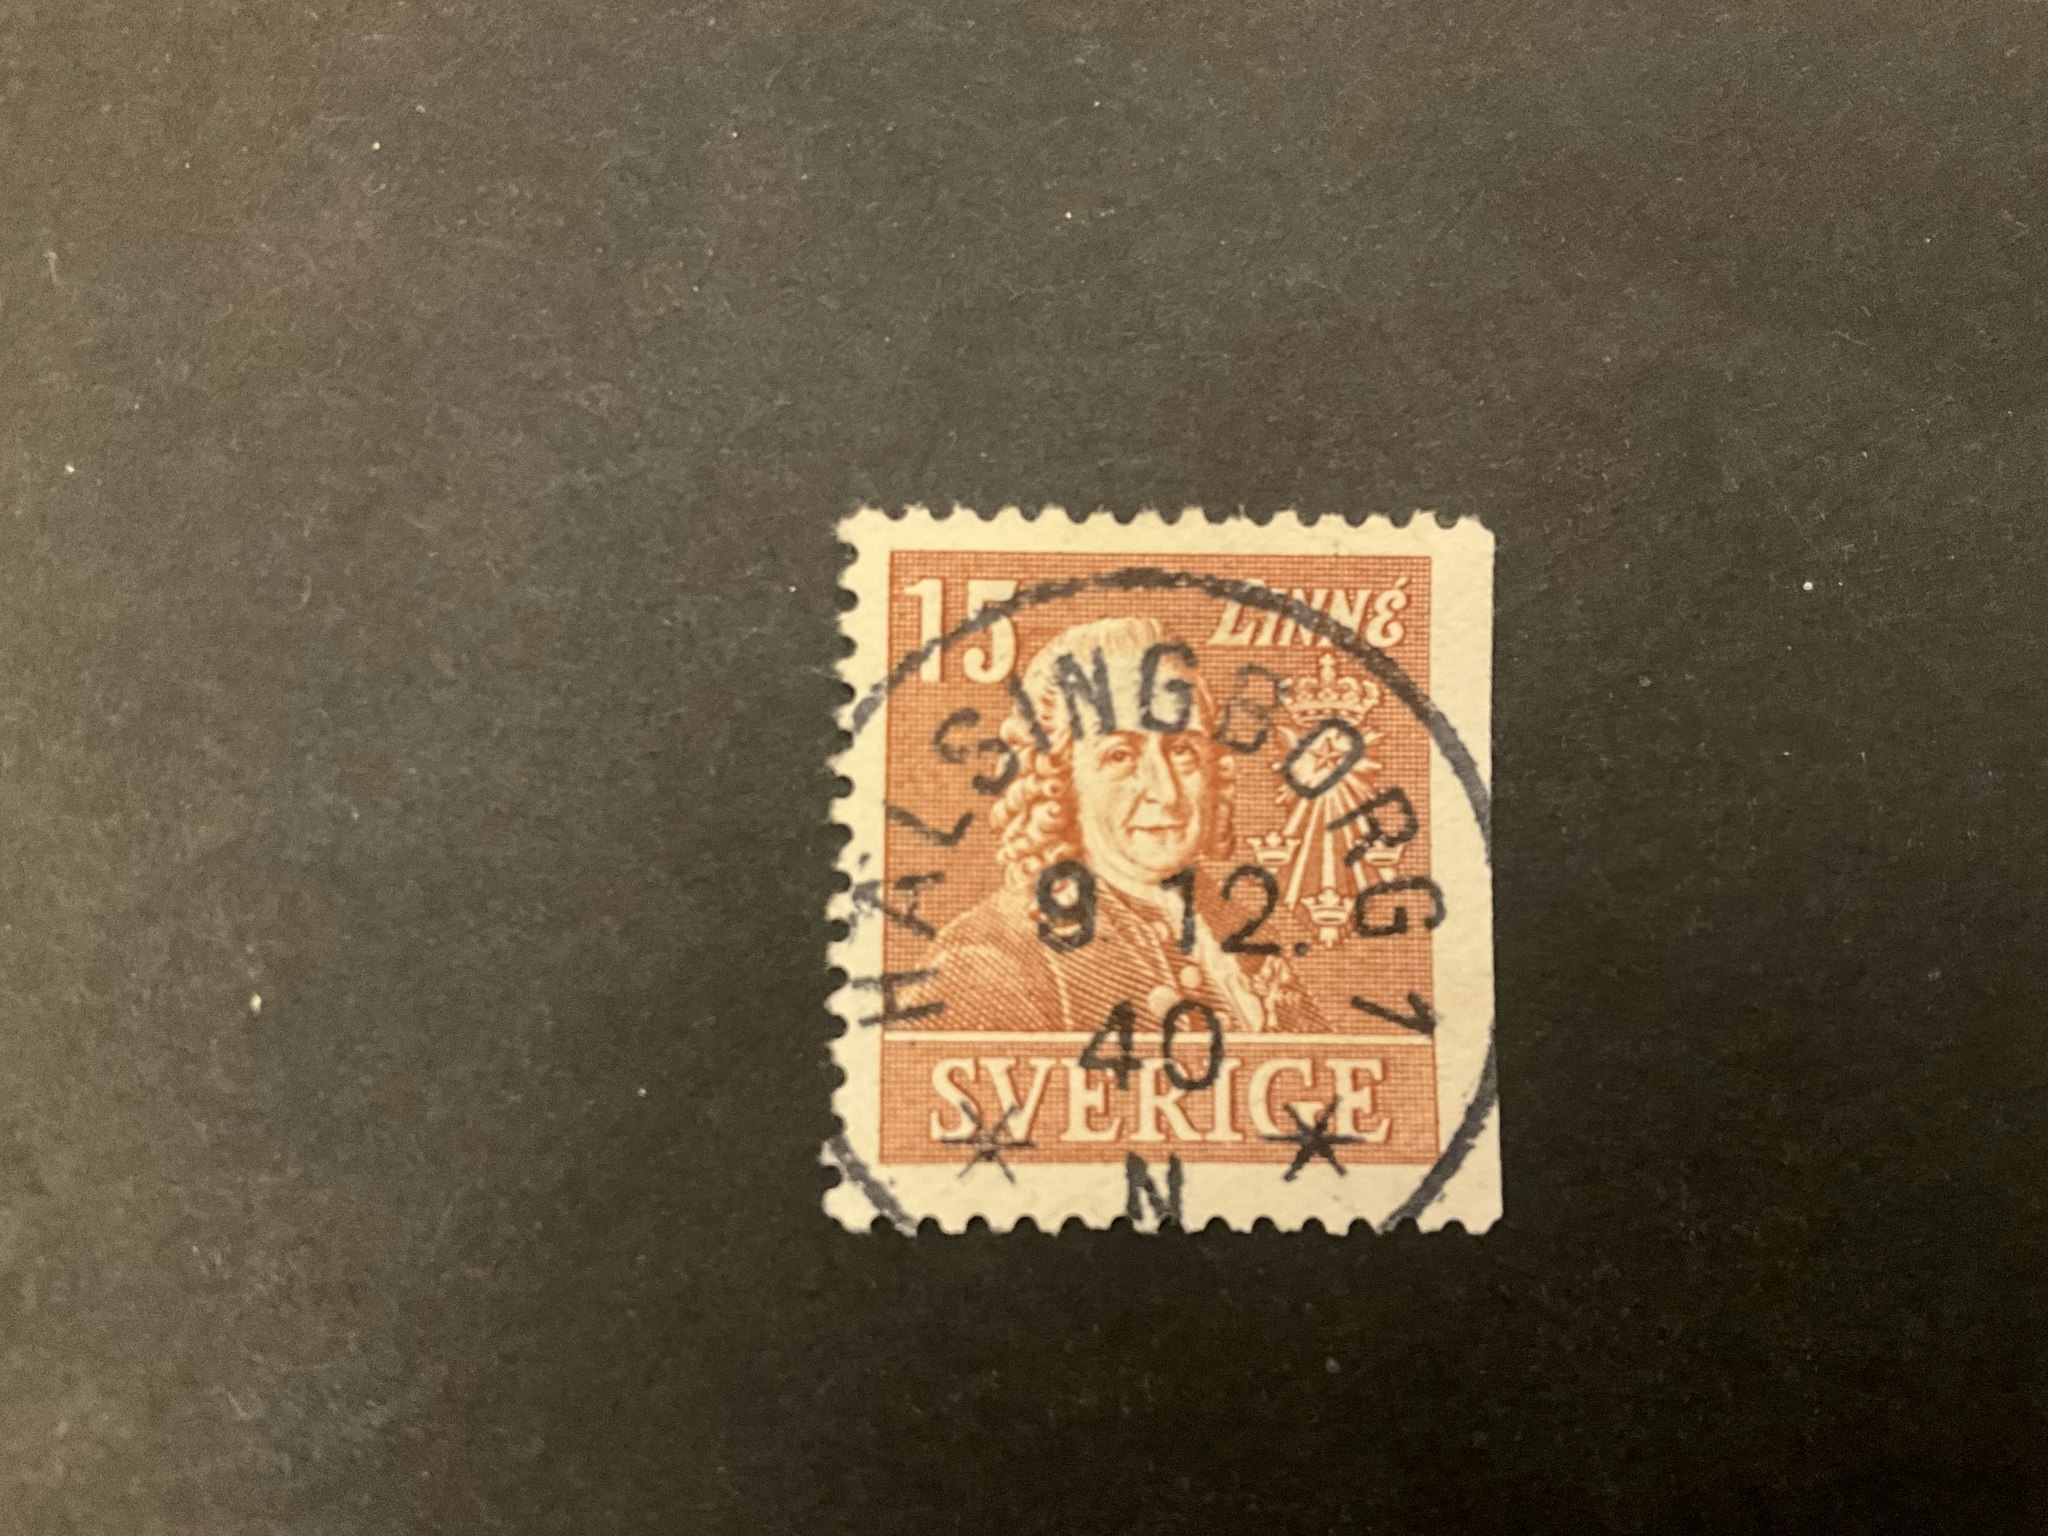 15 LINNÉ
HÄLSINGBORG 1
9 12.
40
SVERIGE
* N *